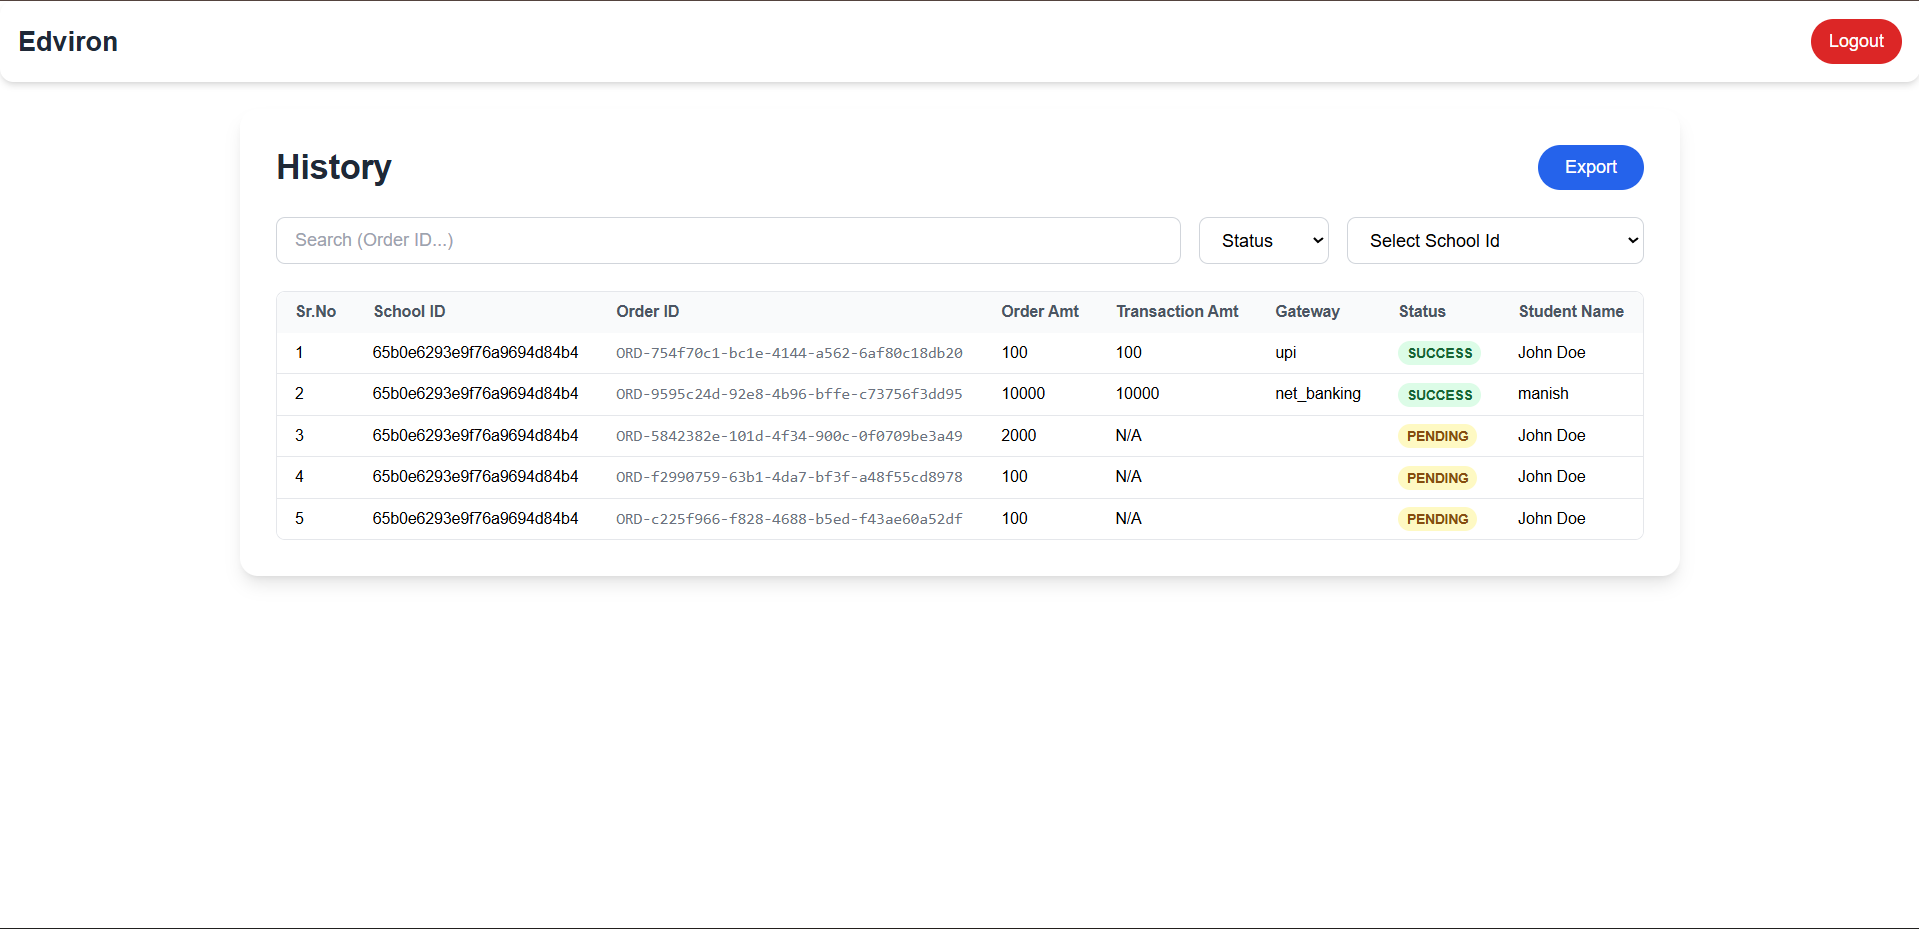 Edviron Logout
History Export
Search (Order ID...) Status Select School Id
Sr.No School ID Order ID Order Amt Transaction Amt Gateway Status Student Name
1 65b0e6293e9f76a9694d84b4 ORD-754f70c1-bc1e-4144-a562-6af80c18db20 100 100 upi SUCCESS John Doe
2 65b0e6293e9f76a9694d84b4 ORD-9595c24d-92e8-4b96-bffe-c73756f3dd95 10000 10000 net_banking SUCCESS manish
3 65b0e6293e9f76a9694d84b4 ORD-5842382e-101d-4f34-900c-0f0709be3a49 2000 N/A PENDING John Doe
4 65b0e6293e9f76a9694d84b4 ORD-f2990759-63b1-4da7-bf3f-a48f55cd8978 100 N/A PENDING John Doe
5 65b0e6293e9f76a9694d84b4 ORD-c225f966-f828-4688-b5ed-f43ae60a52df 100 N/A PENDING John Doe